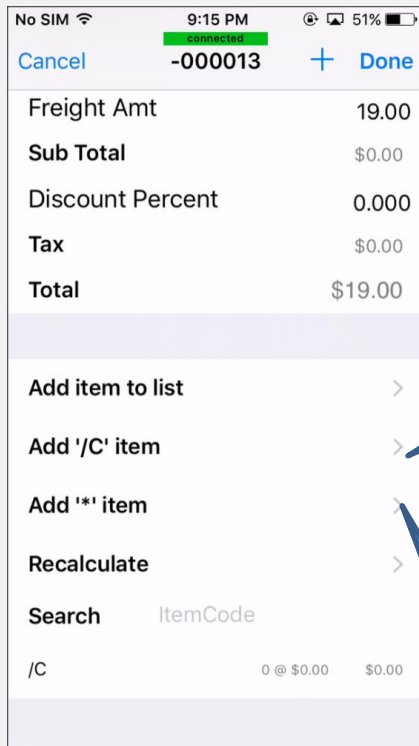 No SIM 9:15 PM 51%
connected
Cancel -000013 + Done
Freight Amt 19.00
Sub Total $0.00
Discount Percent 0.000
Tax $0.00
Total $19.00
Add item to list
Add '/C' item
Add '*' item
Recalculate
Search ItemCode
/C 0 @ $0.00 $0.00